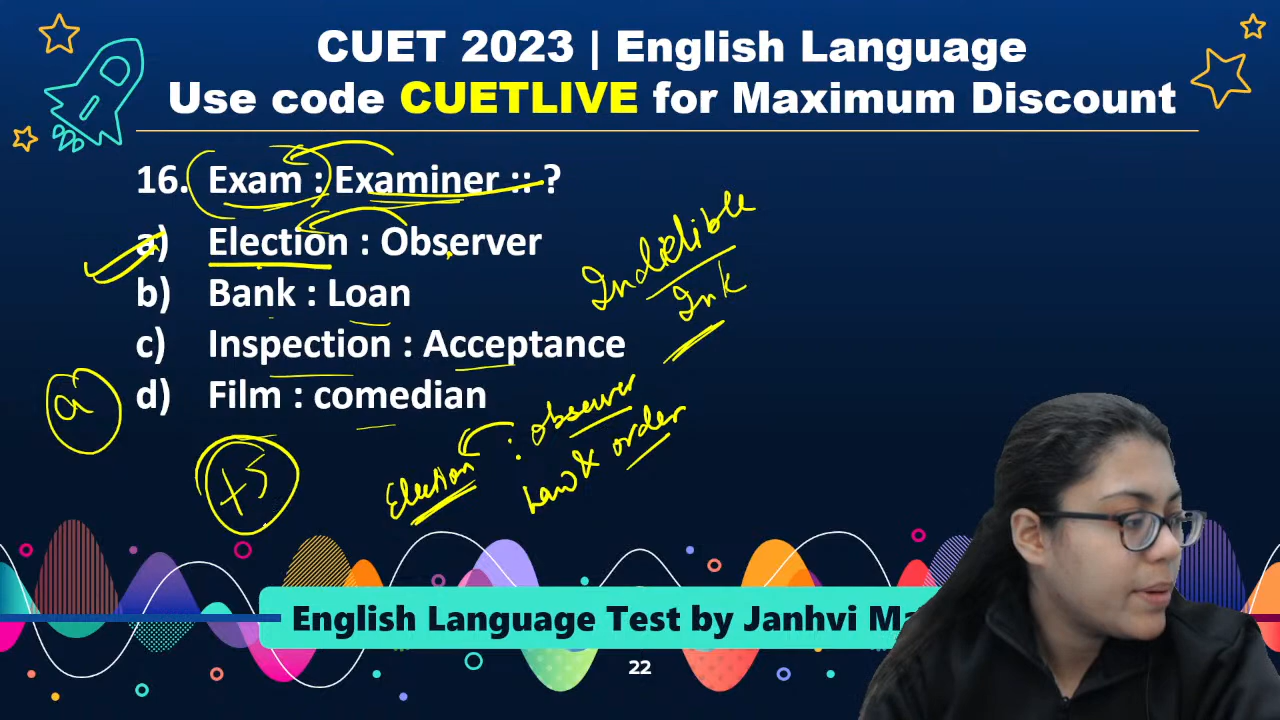 CUET 2023 | English Language
Use code CUETLIVE for Maximum Discount
16. Exam : Examiner :: ?
a) Election : Observer
b) Bank : Loan
c) Inspection : Acceptance
d) Film : comedian
Indelible
Ink
a
+5
Election : observer
Law & order
English Language Test by Janhvi Ma
22